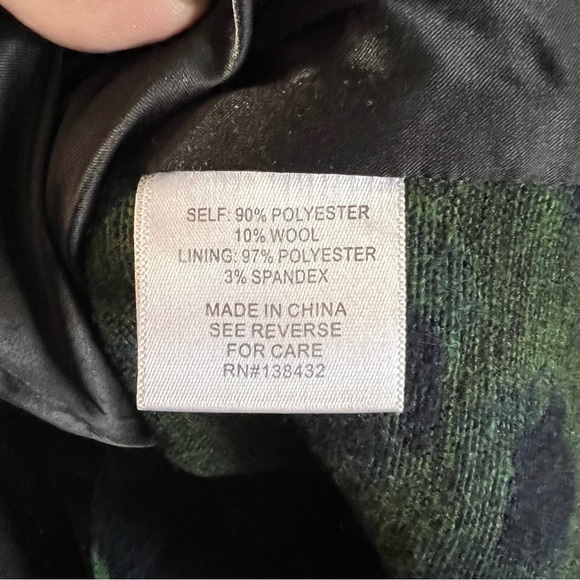 SELF: 90% POLYESTER
10% WOOL
LINING: 97% POLYESTER
3% SPANDEX
MADE IN CHINA
SEE REVERSE
FOR CARE
RN#138432